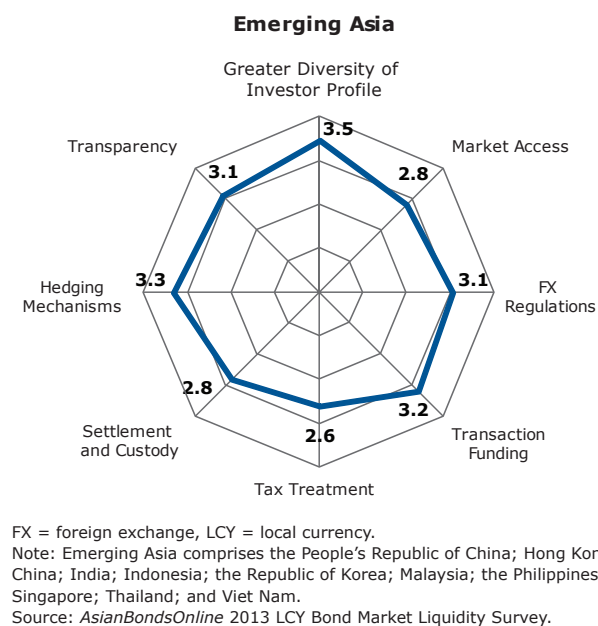 Emerging Asia
Greater Diversity of
Investor Profile
3.5
Transparency
3.1
2.8
Market Access
Hedging
Mechanisms
3.3
3.1
FX
Regulations
2.8
3.2
Settlement
and Custody
2.6
Transaction
Funding
Tax Treatment
FX = foreign exchange, LCY = local currency.
Note: Emerging Asia comprises the People’s Republic of China; Hong
China; India; Indonesia; the Republic of Korea; Malaysia; the Philippines
Singapore; Thailand; and Viet Nam.
Source: AsianBondsOnline 2013 LCY Bond Market Liquidity Survey.